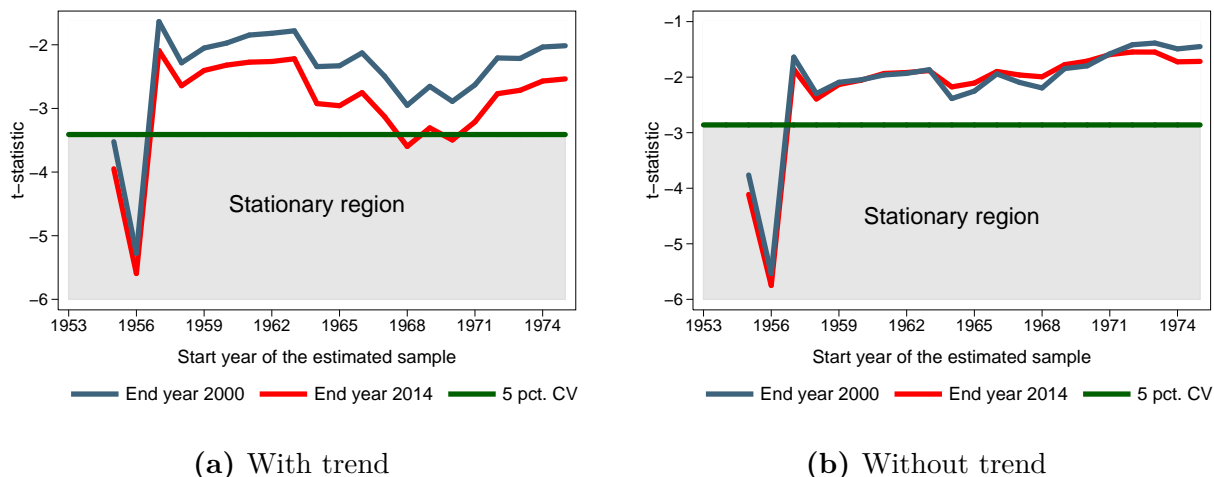 −2
−3
−4
−5
−6
t−statistic
Stationary region
1953 1956 1959 1962 1965 1968 1971 1974
Start year of the estimated sample
End year 2000 End year 2014 5 pct. CV
(a) With trend
−1
−2
−3
−4
−5
−6
t−statistic
Stationary region
1953 1956 1959 1962 1965 1968 1971 1974
Start year of the estimated sample
End year 2000 End year 2014 5 pct. CV
(b) Without trend